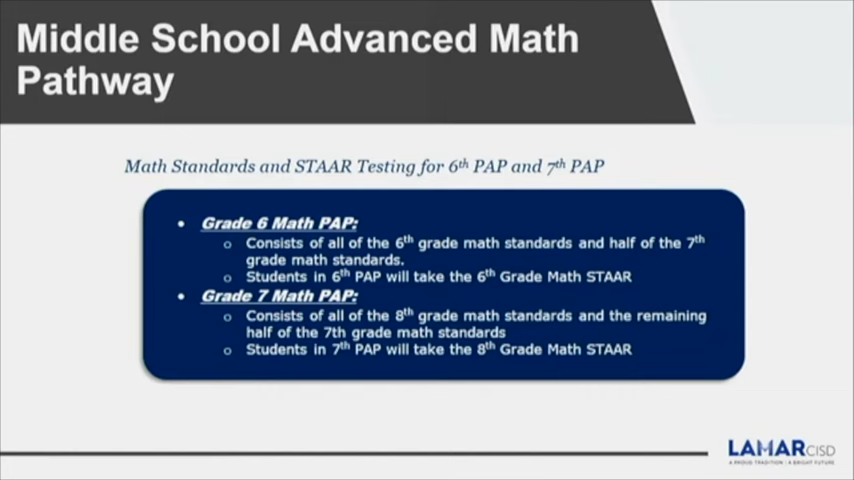 Middle School Advanced Math
Pathway
Math Standards and STAAR Testing for 6th PAP and 7th PAP
• Grade 6 Math PAP:
o Consists of all of the 6th grade math standards and half of the 7th
grade math standards.
o Students in 6th PAP will take the 6th Grade Math STAAR
• Grade 7 Math PAP:
o Consists of all of the 8th grade math standards and the remaining
half of the 7th grade math standards
o Students in 7th PAP will take the 8th Grade Math STAAR
LAMARCISD
A PROUD TRADITION | A BRIGHT FUTURE